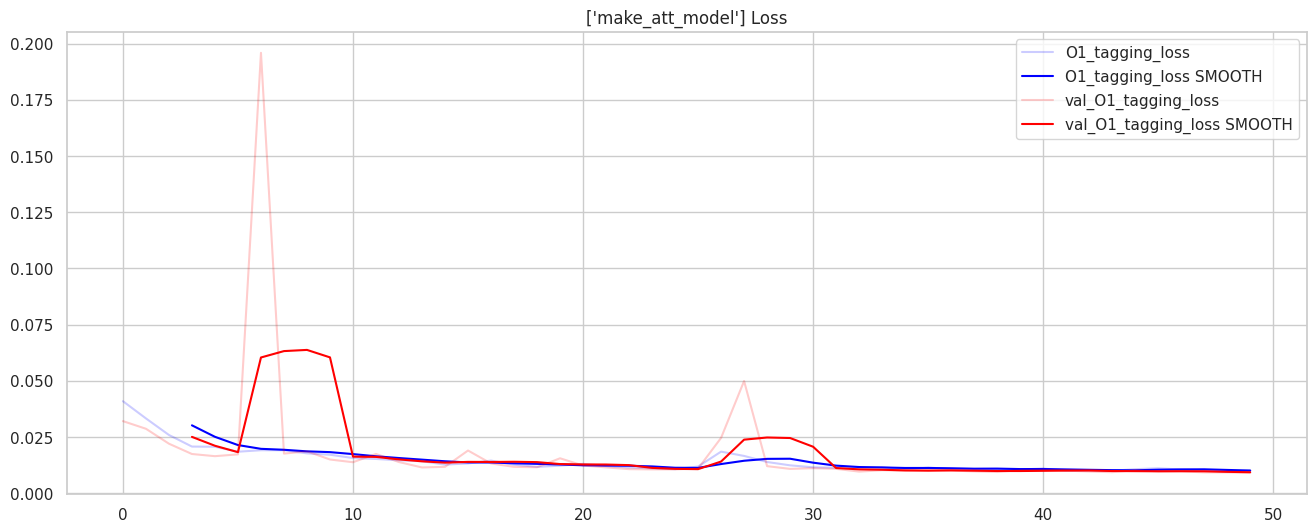 ['make_att_model'] Loss
O1_tagging_loss
O1_tagging_loss SMOOTH
val_O1_tagging_loss
val_O1_tagging_loss SMOOTH
0.200
0.175
0.150
0.125
0.100
0.075
0.050
0.025
0.000
0 10 20 30 40 50